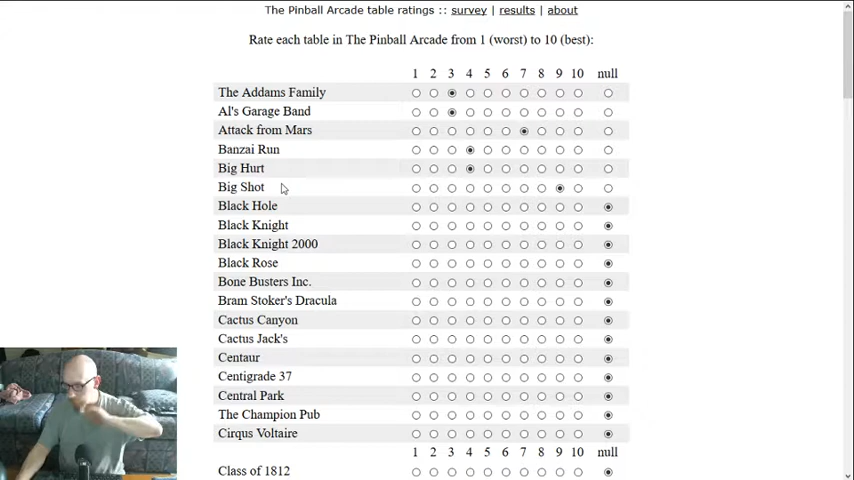 The Pinball Arcade table ratings :: survey | results | about
Rate each table in The Pinball Arcade from 1 (worst) to 10 (best):
1 2 3 4 5 6 7 8 9 10 null
The Addams Family
Al's Garage Band
Attack from Mars
Banzai Run
Big Hurt
Big Shot
Black Hole
Black Knight
Black Knight 2000
Black Rose
Bone Busters Inc.
Bram Stoker's Dracula
Cactus Canyon
Cactus Jack's
Centaur
Centigrade 37
Central Park
The Champion Pub
Cirqus Voltaire
1 2 3 4 5 6 7 8 9 10 null
Class of 1812